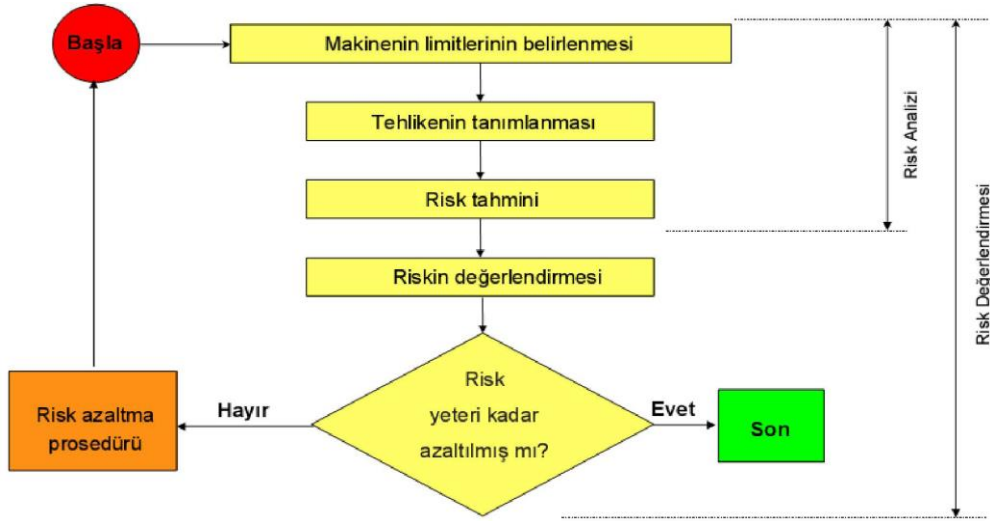 Başla
Makinenin limitlerinin belirlenmesi
Tehlikenin tanımlanması
Risk tahmini
Riskin değerlendirmesi
Risk
yeteri kadar
azaltılmış mı?
Hayır
Evet
Risk azaltma
prosedürü
Son
Risk Analizi
Risk Değerlendirmesi